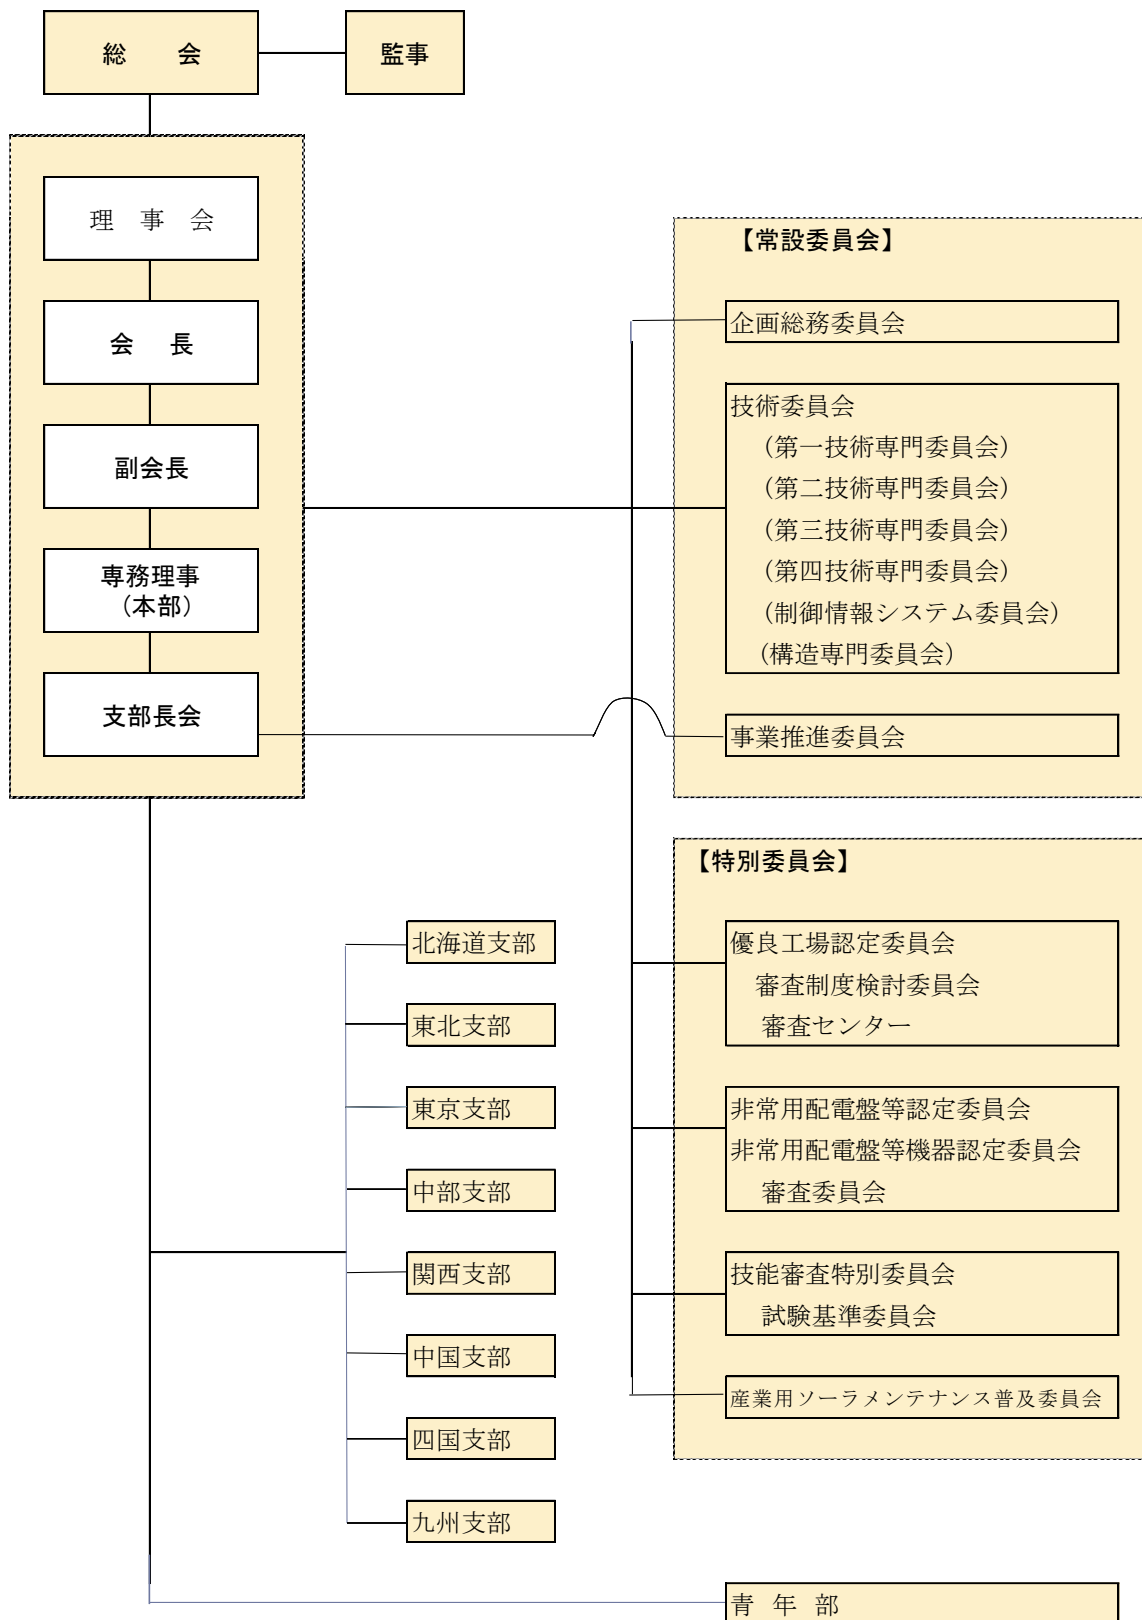 総　会
監事
理 事 会
会　長
副会長
専務理事
（本部）
支部長会
【常設委員会】
企画総務委員会
技術委員会
（第一技術専門委員会）
（第二技術専門委員会）
（第三技術専門委員会）
（第四技術専門委員会）
（制御情報システム委員会）
（構造専門委員会）
事業推進委員会
【特別委員会】
優良工場認定委員会
審査制度検討委員会
審査センター
非常用配電盤等認定委員会
非常用配電盤等機器認定委員会
審査委員会
技能審査特別委員会
試験基準委員会
産業用ソーラメンテナンス普及委員会
北海道支部
東北支部
東京支部
中部支部
関西支部
中国支部
四国支部
九州支部
青 年 部